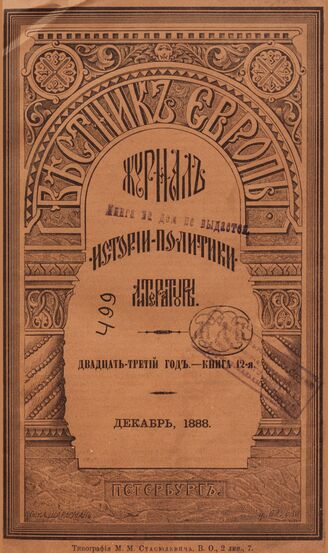 ВѢСТНИКЪ ЕВРОПЫ
ЖУРНАЛЪ
Книга на дом не выдается
ИСТОРІИ-ПОЛИТИКИ
ЛИТЕРАТУРЫ.
499
ДВАДЦАТЬ-ТРЕТІЙ ГОДЪ.—КНИГА 12-я.
ДЕКАБРЬ, 1888.
ПЕТЕРБУРГЪ.
Типографія М. М. Стасюлевича. В. О., 2 лин., 7.